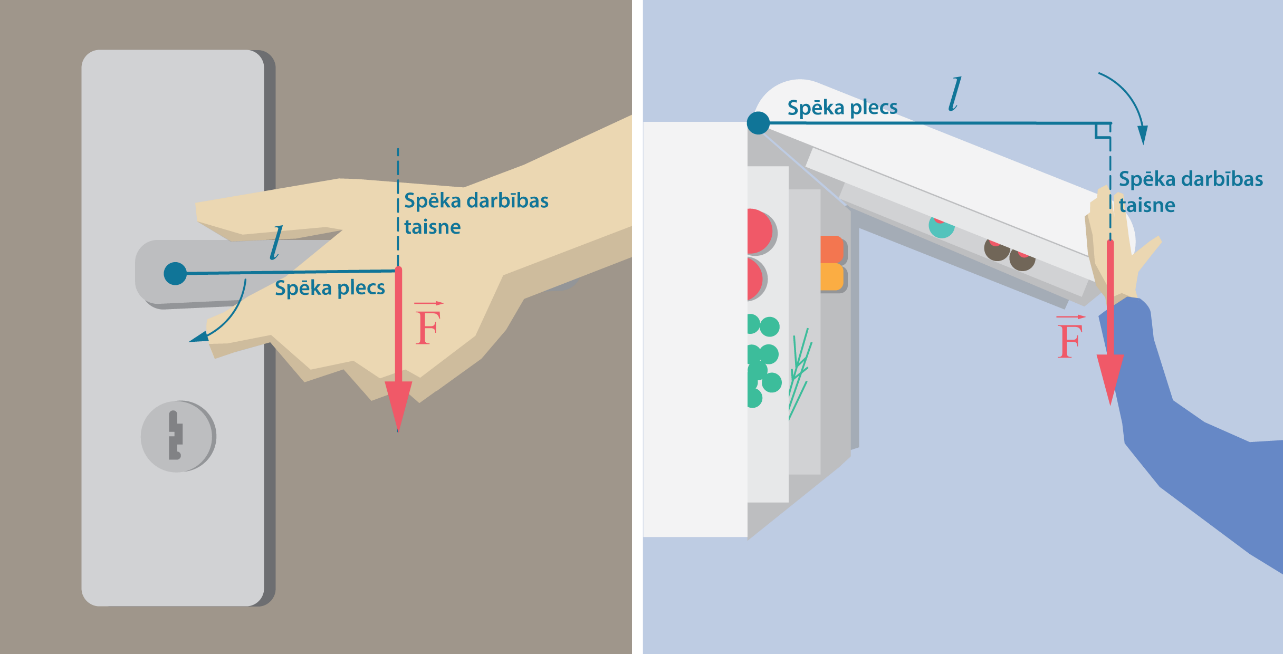 Spēka darbības
taisne
l
Spēka plecs
F
l
Spēka plecs
Spēka darbības
taisne
F